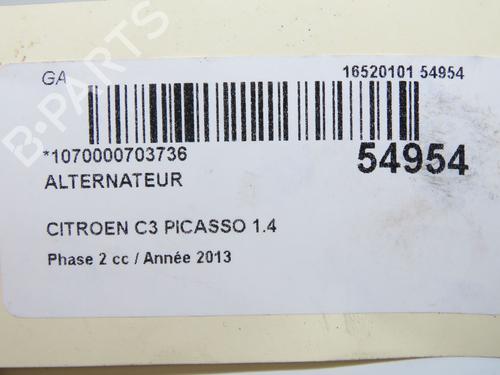 GA
16520101 54954
*1070000703736
54954
ALTERNATEUR
CITROEN C3 PICASSO 1.4
Phase 2 cc / Année 2013
B-PARTS